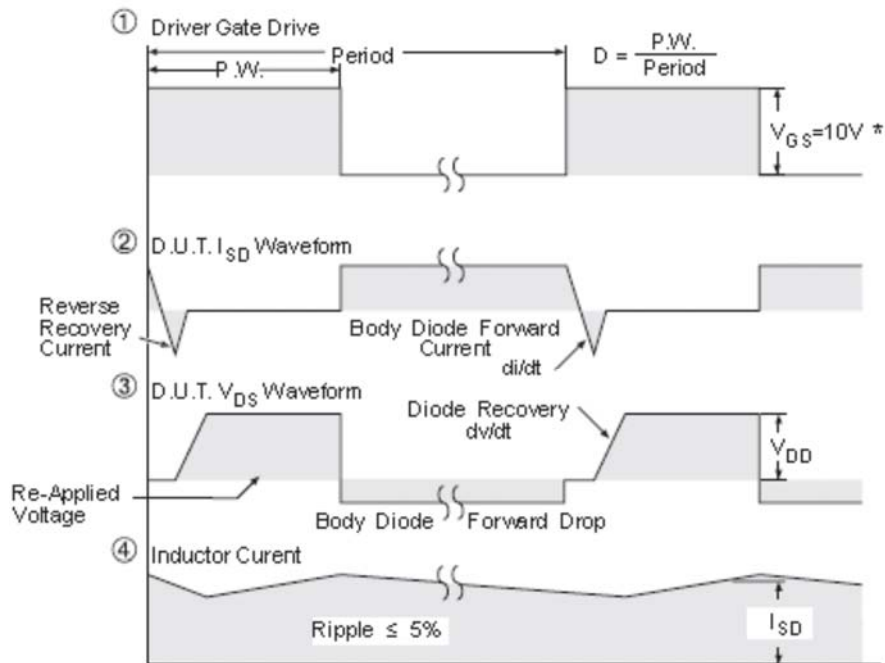 ① Driver Gate Drive
P.W.
Period
D = P.W. / Period
V_GS=10V *
② D.U.T. I_SD Waveform
Reverse
Recovery
Current
Body Diode Forward
Current
di/dt
③ D.U.T. V_DS Waveform
Diode Recovery
dv/dt
V_DD
Re-Applied
Voltage
Body Diode Forward Drop
④ Inductor Curent
Ripple ≤ 5%
I_SD